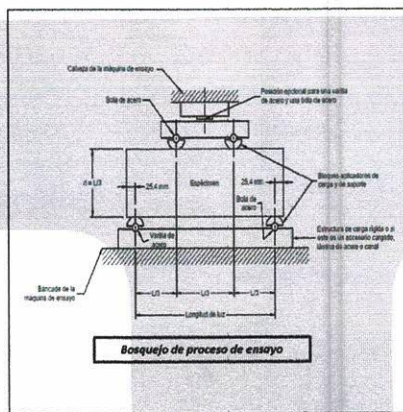 Cabeza de la máquina de ensayo
Posición opcional para una varilla
de acero y una bola de acero
Bola de acero
Bloques aplicadores de
carga y de soporte
d = L/3
Espécimen
25,4 mm
25,4 mm
Bola de
acero
Varilla de
acero
Estructura de carga rígida o si
este es un accesorio cargado,
lámina de acero o canal
Bancada de la
máquina de ensayo
L/3
L/3
L/3
Longitud de luz
Bosquejo de proceso de ensayo